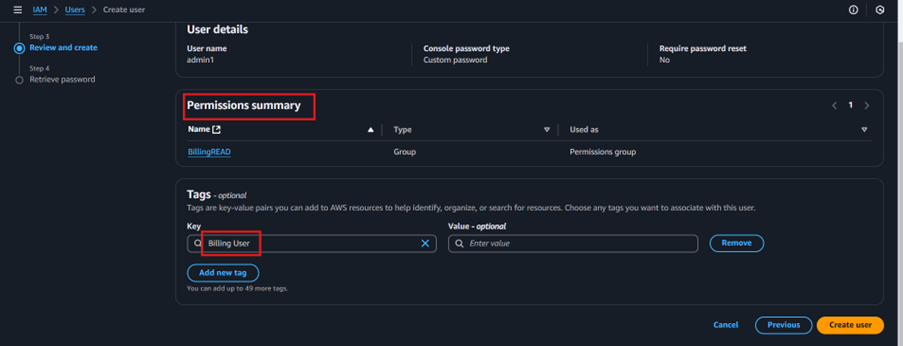 IAM > Users > Create user
Step 3
Review and create
Step 4
Retrieve password
User details
User name
admin1
Console password type
Custom password
Require password reset
No
Permissions summary
1
Name
Type
Used as
BillingREAD
Group
Permissions group
Tags - optional
Tags are key-value pairs you can add to AWS resources to help identify, organize, or search for resources. Choose any tags you want to associate with this user.
Key
Value - optional
Billing User
Enter value
Remove
Add new tag
You can add up to 49 more tags.
Cancel
Previous
Create user